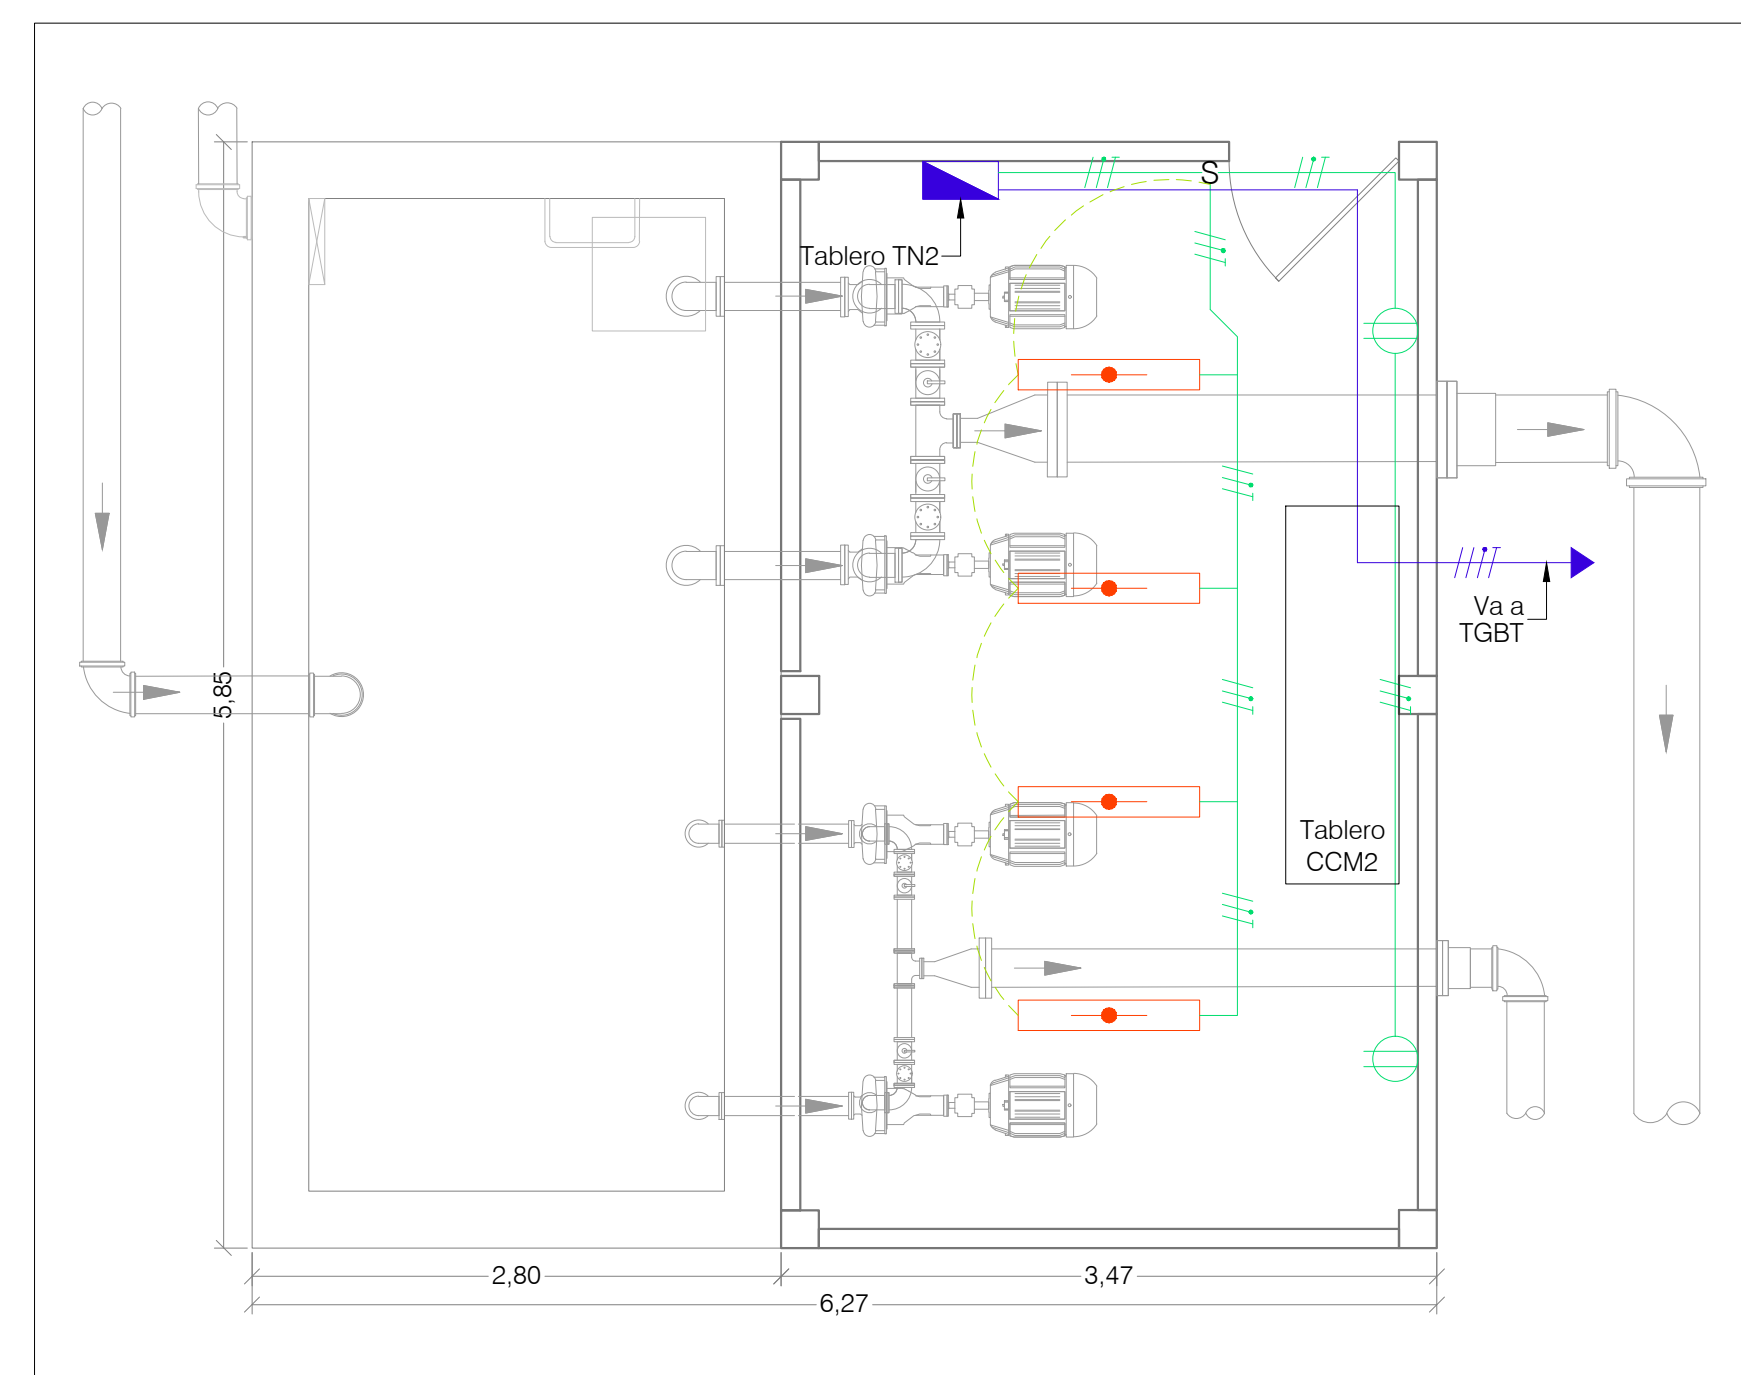 S
Tablero TN2
Va a
TGBT
5,85
Tablero
CCM2
2,80
3,47
6,27